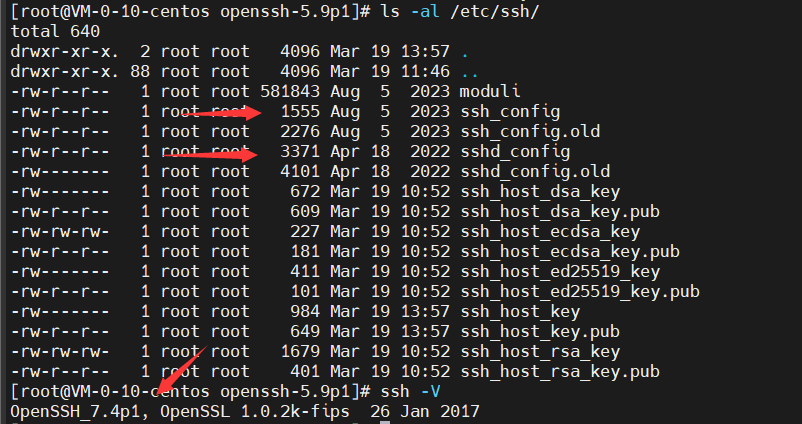 [root@VM-0-10-centos openssh-5.9p1]# ls -al /etc/ssh/
total 640
drwxr-xr-x.  2 root root   4096 Mar 19 13:57 .
drwxr-xr-x. 88 root root   4096 Mar 19 11:46 ..
-rw-r--r--   1 root root 581843 Aug  5  2023 moduli
-rw-r--r--   1 root root   1555 Aug  5  2023 ssh_config
-rw-r--r--   1 root root   2276 Aug  5  2023 ssh_config.old
-rw-r--r--   1 root root   3371 Apr 18  2022 sshd_config
-rw-------   1 root root   4101 Apr 18  2022 sshd_config.old
-rw-------   1 root root    672 Mar 19 10:52 ssh_host_dsa_key
-rw-r--r--   1 root root    609 Mar 19 10:52 ssh_host_dsa_key.pub
-rw-rw-rw-   1 root root    227 Mar 19 10:52 ssh_host_ecdsa_key
-rw-r--r--   1 root root    181 Mar 19 10:52 ssh_host_ecdsa_key.pub
-rw-------   1 root root    411 Mar 19 10:52 ssh_host_ed25519_key
-rw-r--r--   1 root root    101 Mar 19 10:52 ssh_host_ed25519_key.pub
-rw-------   1 root root    984 Mar 19 13:57 ssh_host_key
-rw-r--r--   1 root root    649 Mar 19 13:57 ssh_host_key.pub
-rw-rw-rw-   1 root root   1679 Mar 19 10:52 ssh_host_rsa_key
-rw-r--r--   1 root root    401 Mar 19 10:52 ssh_host_rsa_key.pub
[root@VM-0-10-centos openssh-5.9p1]# ssh -V
OpenSSH_7.4p1, OpenSSL 1.0.2k-fips  26 Jan 2017